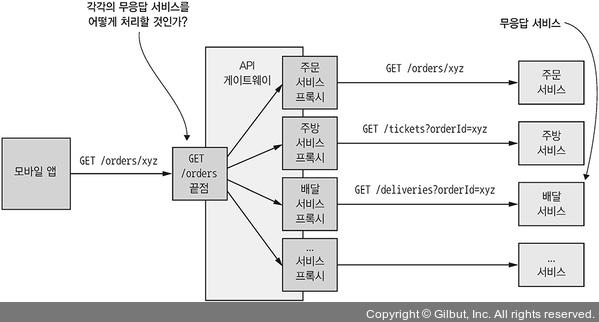 각각의 무응답 서비스를
어떻게 처리할 것인가?
무응답 서비스
API
게이트웨이
주문
서비스
프록시
GET /orders/xyz
주문
서비스
주방
서비스
프록시
GET /tickets?orderId=xyz
주방
서비스
모바일 앱
GET /orders/xyz
GET
/orders
끝점
배달
서비스
프록시
GET /deliveries?orderId=xyz
배달
서비스
...
서비스
프록시
...
서비스
Copyright © Gilbut, Inc. All rights reserved.